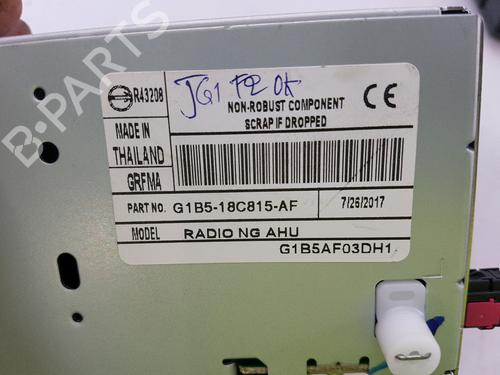 B-PARTS
R43208
JG1 F2 OK
NON-ROBUST COMPONENT
SCRAP IF DROPPED
CE
MADE IN
THAILAND
GRFMA
PART NO. G1B5-18C815-AF 7/26/2017
MODEL RADIO NG AHU
G1B5AF03DH1